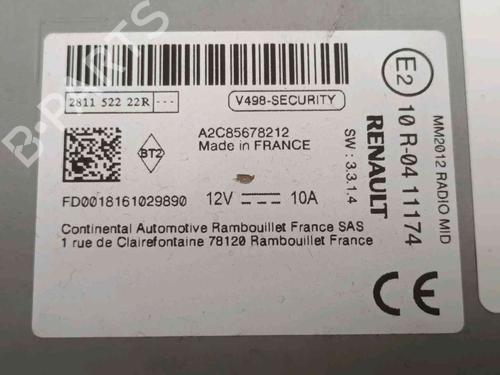 2811 522 22R ---
V498-SECURITY
BT2
A2C85678212
Made in FRANCE
FD0018161029890
12V 10A
Continental Automotive Rambouillet France SAS
1 rue de Clairefontaine 78120 Rambouillet France
SW : 3.3.1.4
RENAULT
E2 10 R-04 11174
MM2012 RADIO MID
CE
B-PARTS